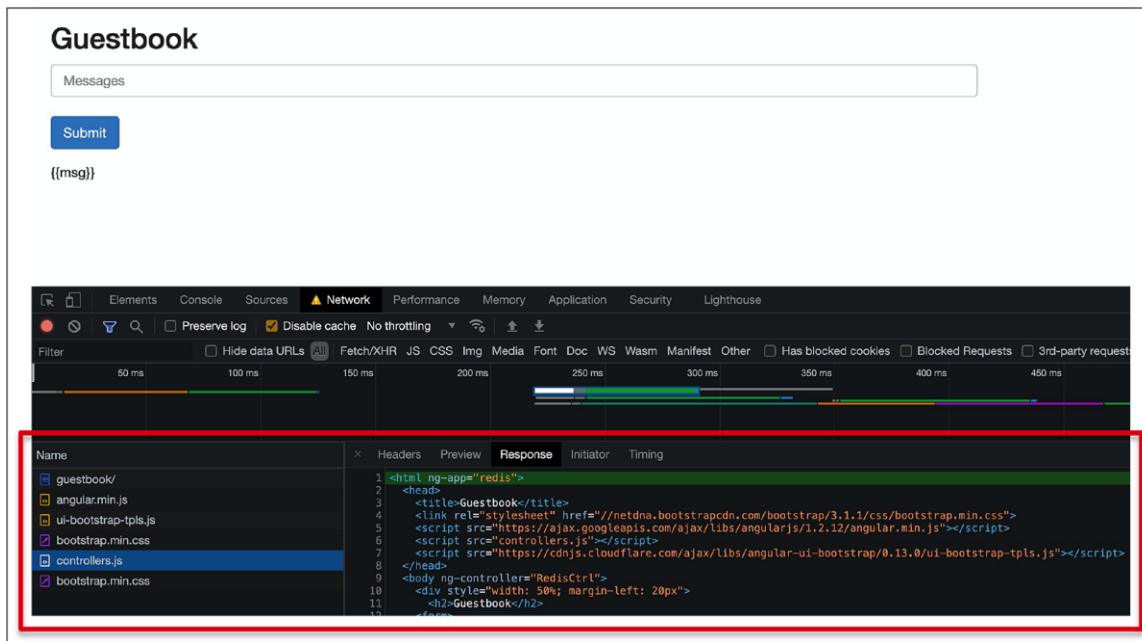 Guestbook
Messages
Submit
{{msg}}
Elements Console Sources Network Performance Memory Application Security Lighthouse
Preserve log Disable cache No throttling
Filter Hide data URLs All Fetch/XHR JS CSS Img Media Font Doc WS Wasm Manifest Other Has blocked cookies Blocked Requests 3rd-party request
50 ms 100 ms 150 ms 200 ms 250 ms 300 ms 350 ms 400 ms 450 ms
Name
× Headers Preview Response Initiator Timing
guestbook/
angular.min.js
ui-bootstrap-tpls.js
bootstrap.min.css
controllers.js
bootstrap.min.css
1 <html ng-app="redis">
2 <head>
3 <title>Guestbook</title>
4 <link rel="stylesheet" href="//netdna.bootstrapcdn.com/bootstrap/3.1.1/css/bootstrap.min.css">
5 <script src="https://ajax.googleapis.com/ajax/libs/angularjs/1.2.12/angular.min.js"></script>
6 <script src="controllers.js"></script>
7 <script src="https://cdnjs.cloudflare.com/ajax/libs/angular-ui-bootstrap/0.13.0/ui-bootstrap-tpls.js"></script>
8 </head>
9 <body ng-controller="RedisCtrl">
10 <div style="width: 50%; margin-left: 20px">
11 <h2>Guestbook</h2>
12 <form>